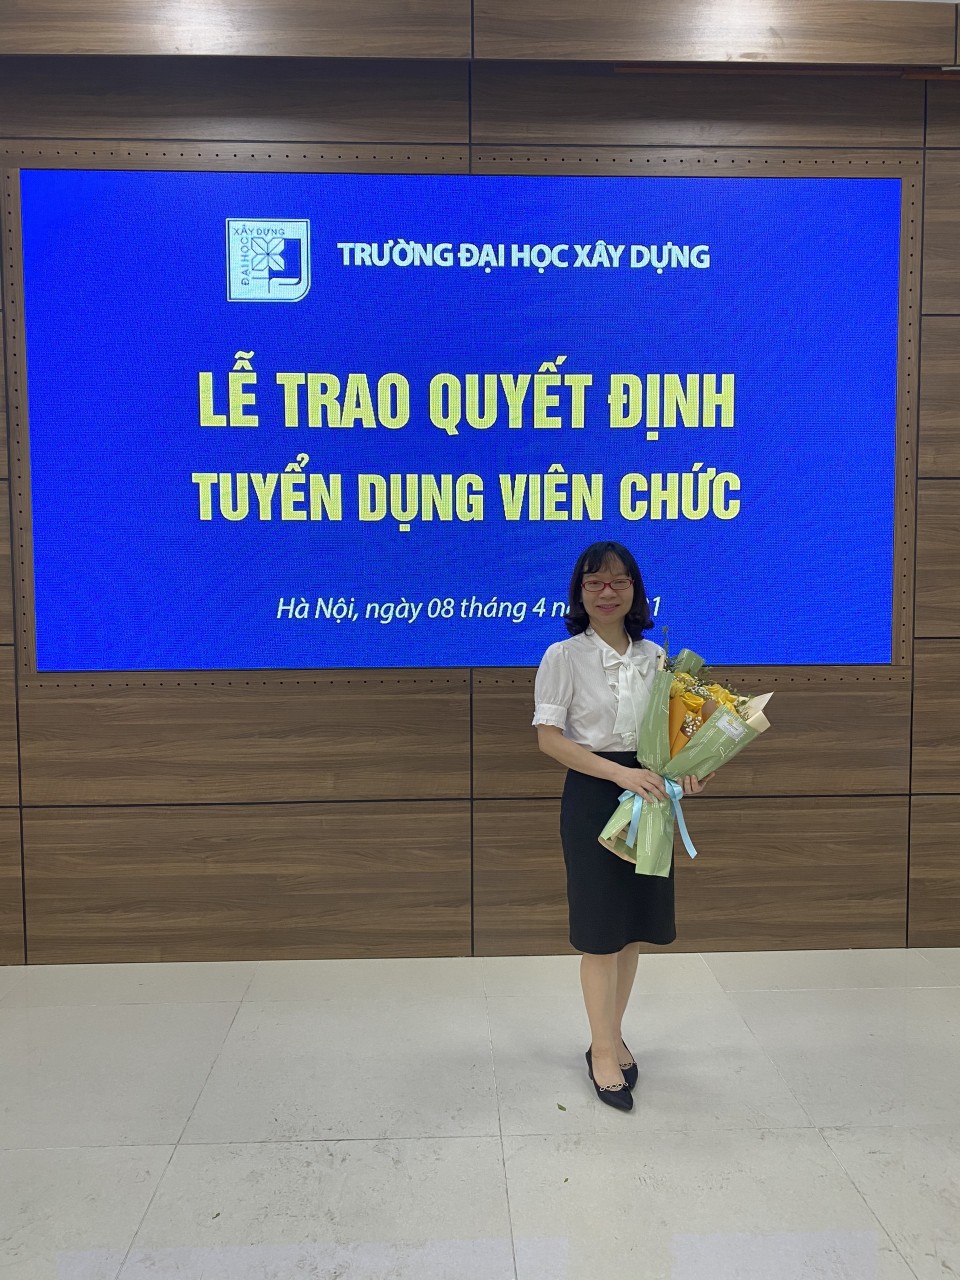 XÂY DỰNG
ĐẠI HỌC
TRƯỜNG ĐẠI HỌC XÂY DỰNG
LỄ TRAO QUYẾT ĐỊNH
TUYỂN DỤNG VIÊN CHỨC
Hà Nội, ngày 08 tháng 4